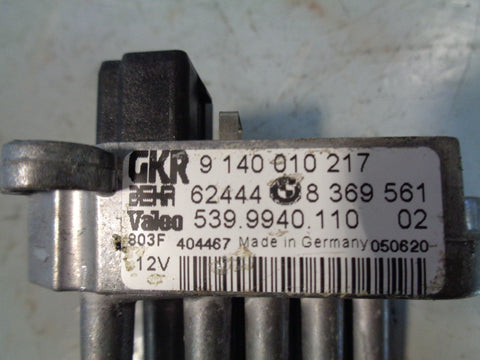 GKR 9 140 010 217
BEHR 62444 8 369 561
Valeo 539.9940.110 02
803F 404467 Made in Germany 050620
12V